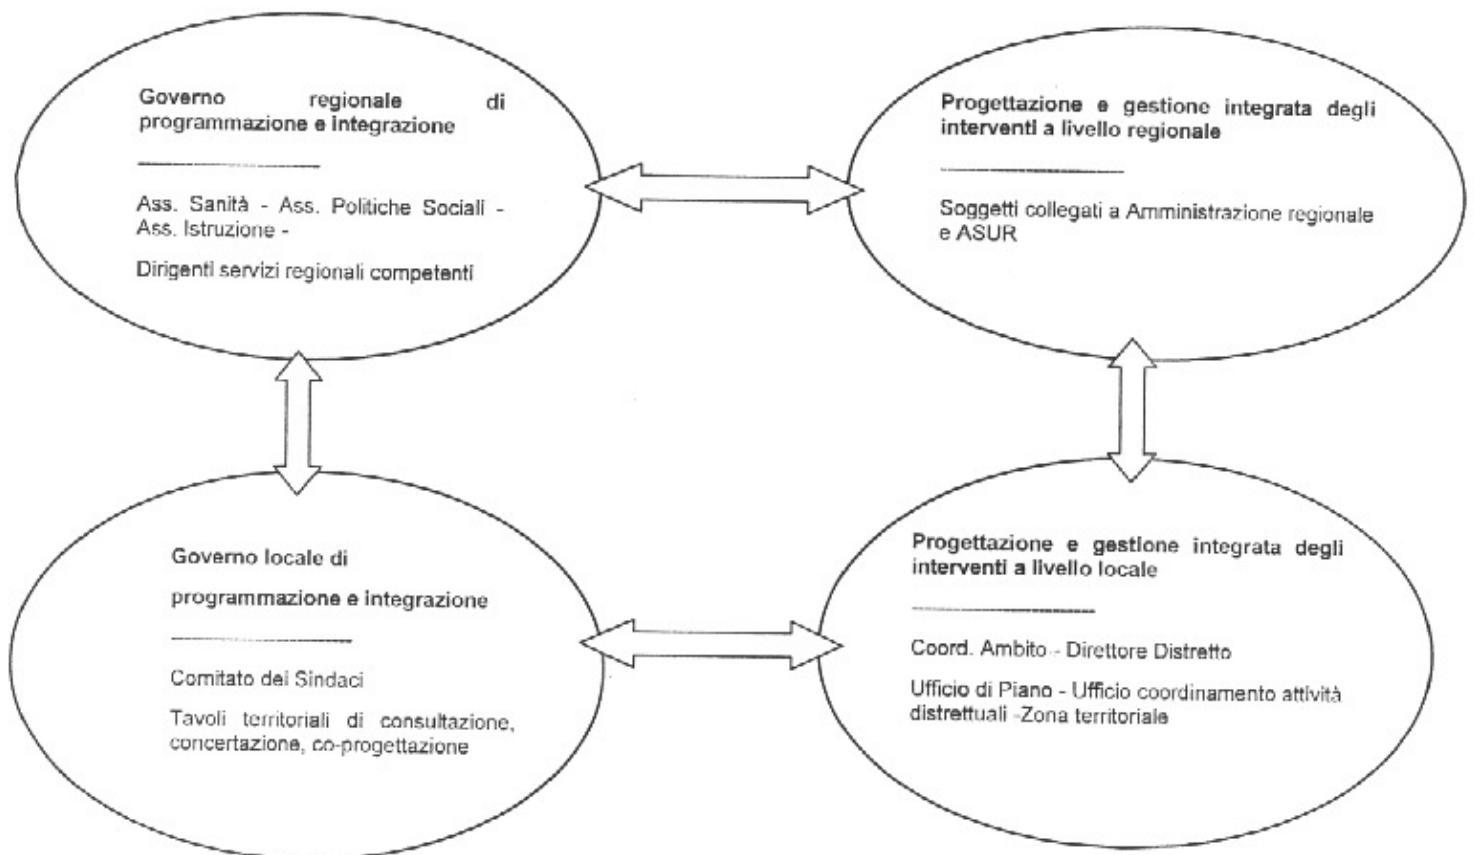 Governo regionale di
programmazione e integrazione
Ass. Sanità - Ass. Politiche Sociali -
Ass. Istruzione -
Dirigenti servizi regionali competenti
Progettazione e gestione integrata degli
interventi a livello regionale
Soggetti collegati a Amministrazione regionale
e ASUR
Governo locale di
programmazione e integrazione
Comitato dei Sindaci
Tavoli territoriali di consultazione,
concertazione, co-progettazione
Progettazione e gestione integrata degli
interventi a livello locale
Coord. Ambito - Direttore Distretto
Ufficio di Piano - Ufficio coordinamento attività
distrettuali -Zona territoriale